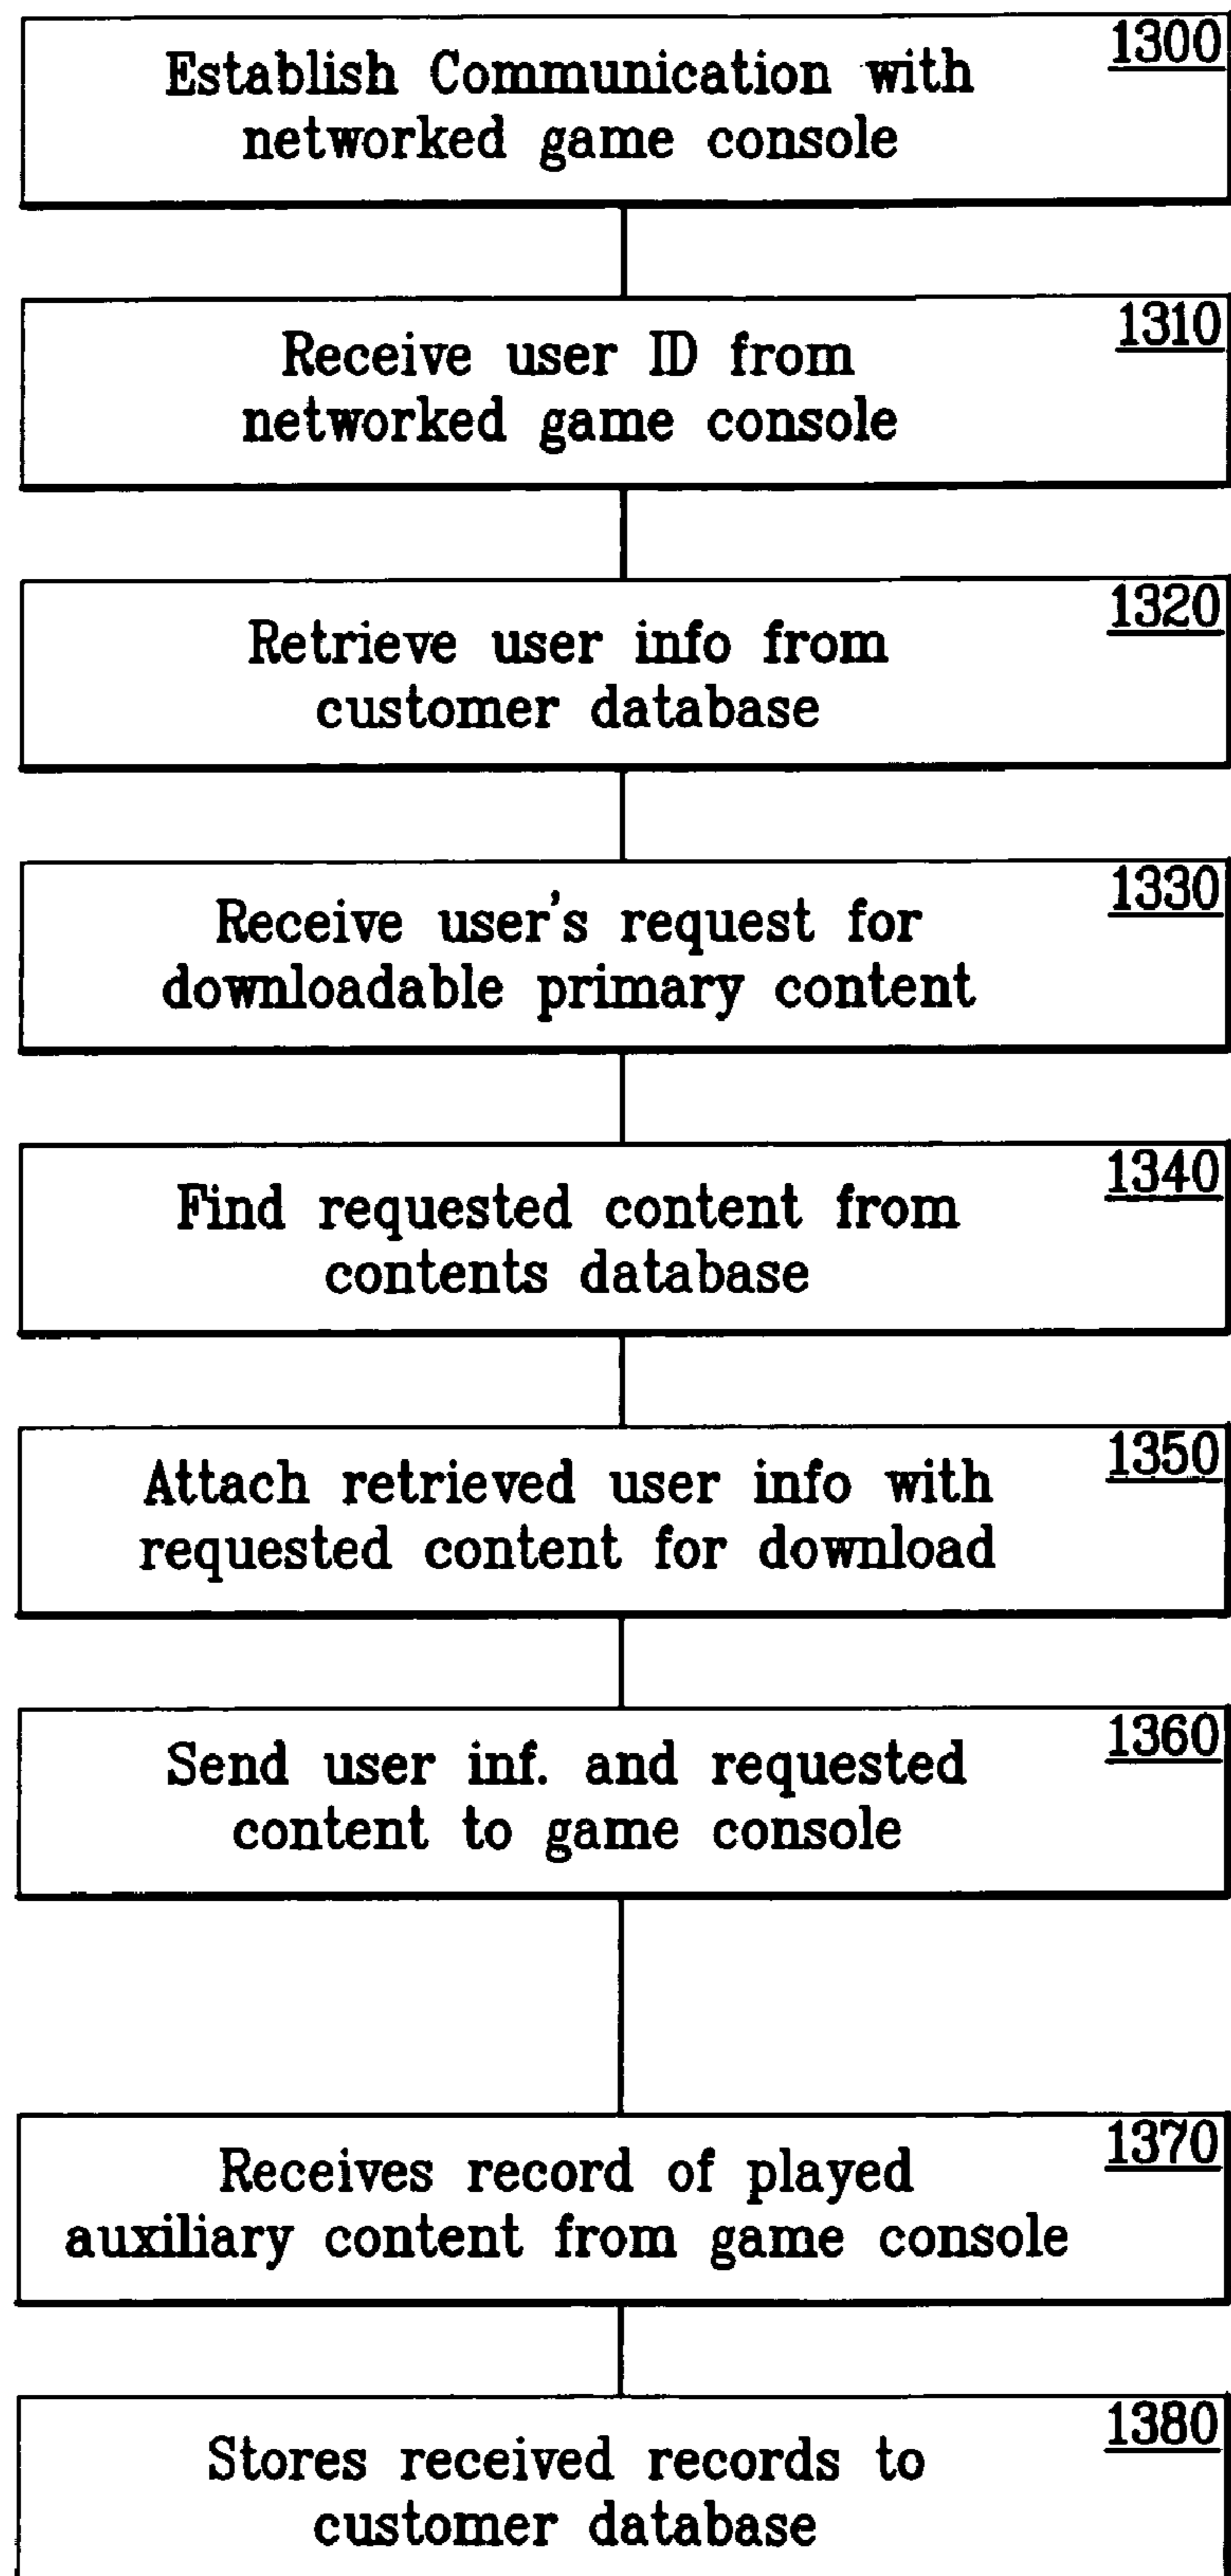 1300
Establish Communication with
networked game console
1310
Receive user ID from
networked game console
1320
Retrieve user info from
customer database
1330
Receive user's request for
downloadable primary content
1340
Find requested content from
contents database
1350
Attach retrieved user info with
requested content for download
1360
Send user inf. and requested
content to game console
1370
Receives record of played
auxiliary content from game console
1380
Stores received records to
customer database